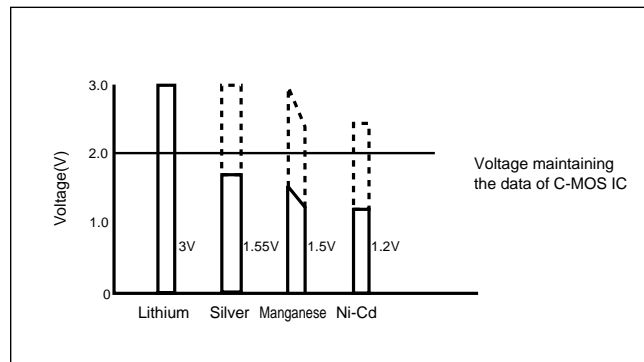 3.0
2.0
Voltage maintaining
the data of C-MOS IC
Voltage(V)
1.0
3V
1.55V
1.5V
1.2V
0
Lithium
Silver
Manganese
Ni-Cd